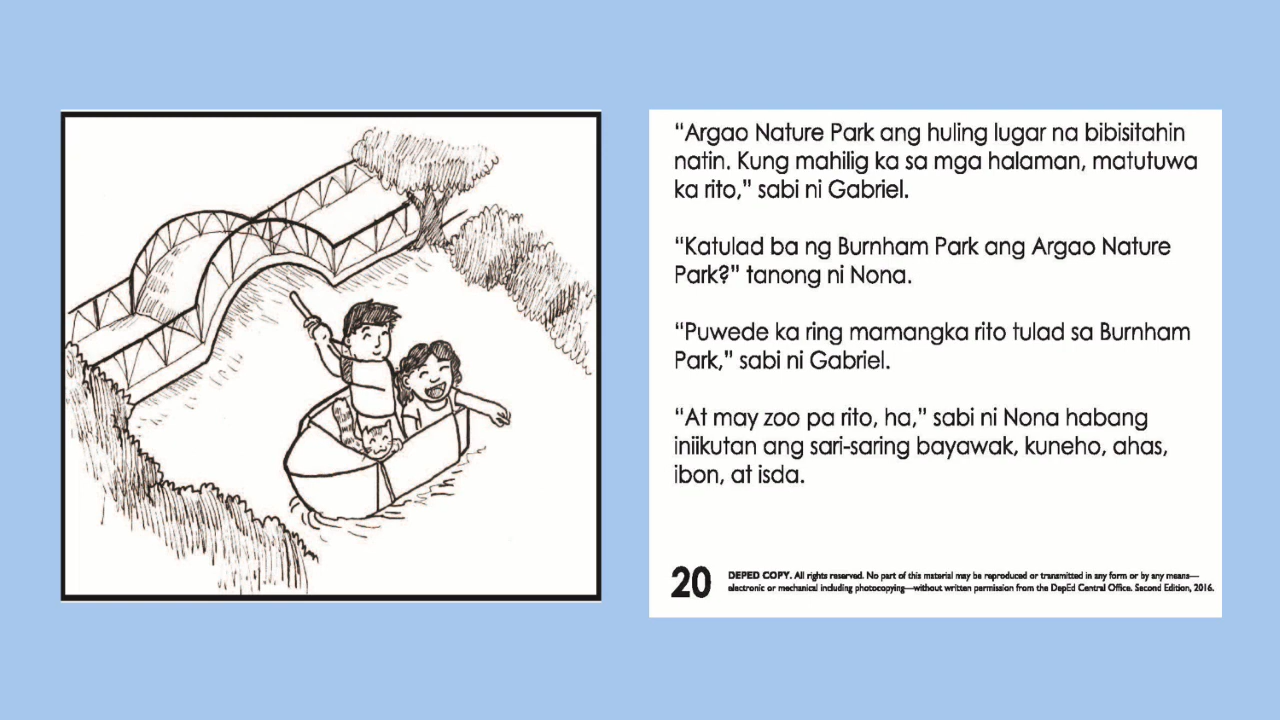 “Argao Nature Park ang huling lugar na bibisitahin
natin. Kung mahilig ka sa mga halaman, matutuwa
ka rito,” sabi ni Gabriel.
“Katulad ba ng Burnham Park ang Argao Nature
Park?” tanong ni Nona.
“Puwede ka ring mamangka rito tulad sa Burnham
Park,” sabi ni Gabriel.
“At may zoo pa rito, ha,” sabi ni Nona habang
iniikutan ang sari-saring bayawak, kuneho, ahas,
ibon, at isda.
20
DEPED COPY. All rights reserved. No part of this material may be reproduced or transmitted in any form or by any means—
electronic or mechanical including photocopying—without written permission from the DepEd Central Office. Second Edition, 2016.